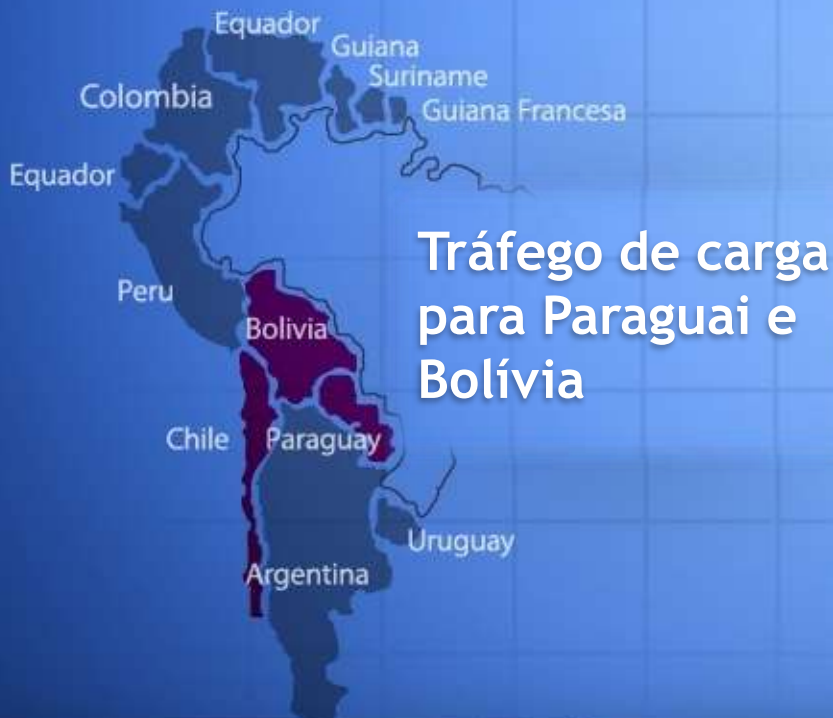 Equador
Guiana
Suriname
Colombia
Guiana Francesa
Equador
Tráfego de carga
para Paraguai e
Bolívia
Peru
Bolivia
Chile
Paraguay
Uruguay
Argentina